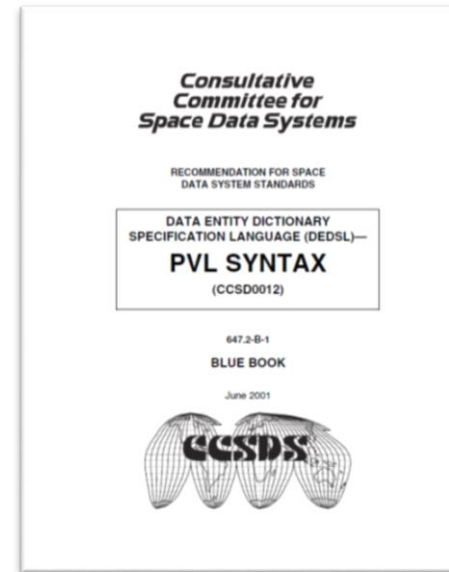 Consultative
Committee for
Space Data Systems
RECOMMENDATION FOR SPACE
DATA SYSTEM STANDARDS
DATA ENTITY DICTIONARY
SPECIFICATION LANGUAGE (DEDSL)—
PVL SYNTAX
(CCSD0012)
647.2-B-1
BLUE BOOK
June 2001
CCSDS